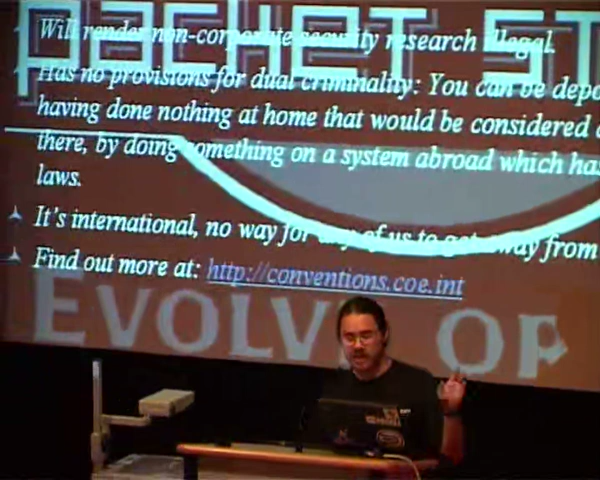 PACKET ST
Will render non-corporate security research illegal.
Has no provisions for dual criminality: You can be depo
having done nothing at home that would be considered
there, by doing something on a system abroad which has
laws.
It's international, no way for any of us to get away from
Find out more at: http://conventions.coe.int
EVOLV OP